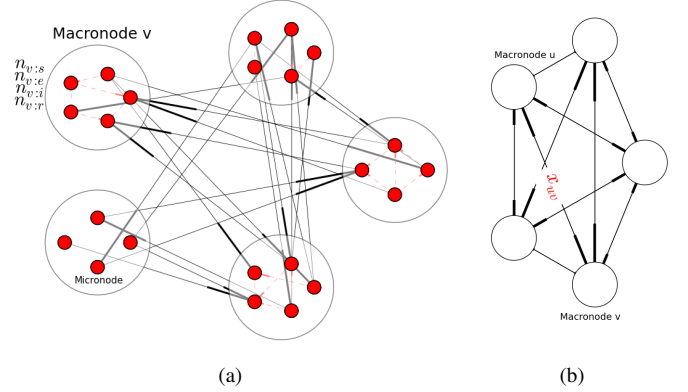 Macronode v
n_{v:s}
n_{v:e}
n_{v:i}
n_{v:r}
Micronode
(a)
Macronode u
x_{uv}
Macronode v
(b)